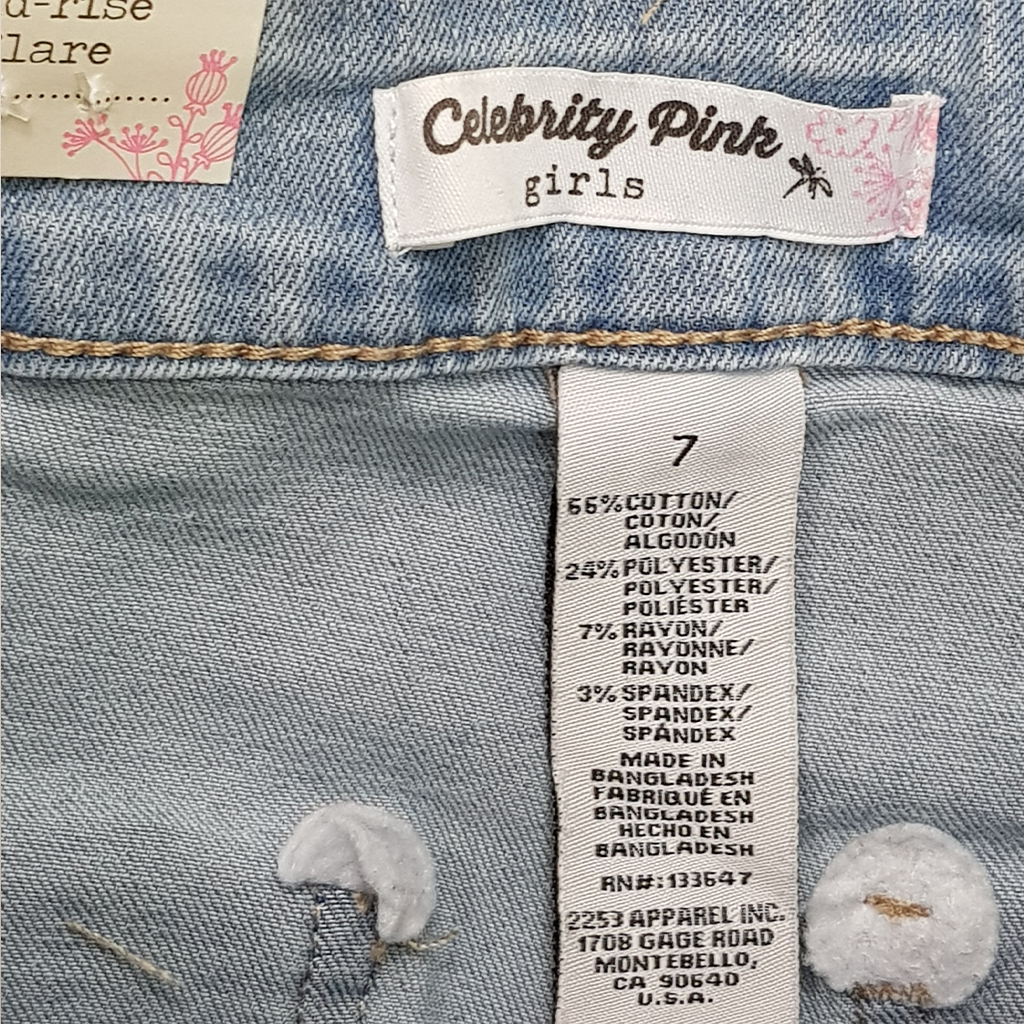 d-rise
lare
Celebrity Pink
girls
7
66% COTTON/
COTON/
ALGODÓN
24% POLYESTER/
POLYESTER/
POLIÉSTER
7% RAYON/
RAYONNE/
RAYON
3% SPANDEX/
SPANDEX/
SPANDEX
MADE IN
BANGLADESH
FABRIQUÉ EN
BANGLADESH
HECHO EN
BANGLADESH
RN#:133647
2253 APPAREL INC.
1708 GAGE ROAD
MONTEBELLO,
CA 90640
U.S.A.